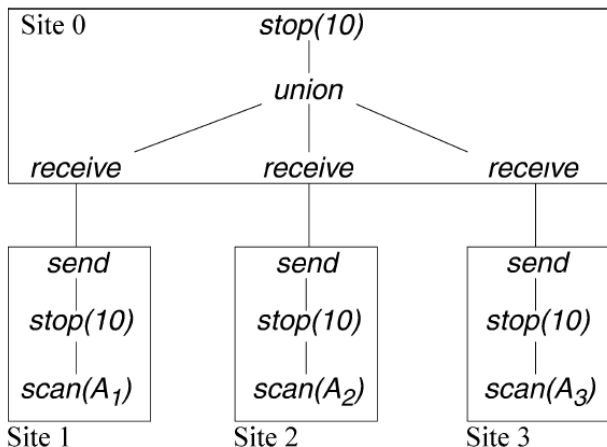 Site 0 stop(10)
union
receive receive receive
send send send
stop(10) stop(10) stop(10)
scan(A₁) scan(A₂) scan(A₃)
Site 1 Site 2 Site 3